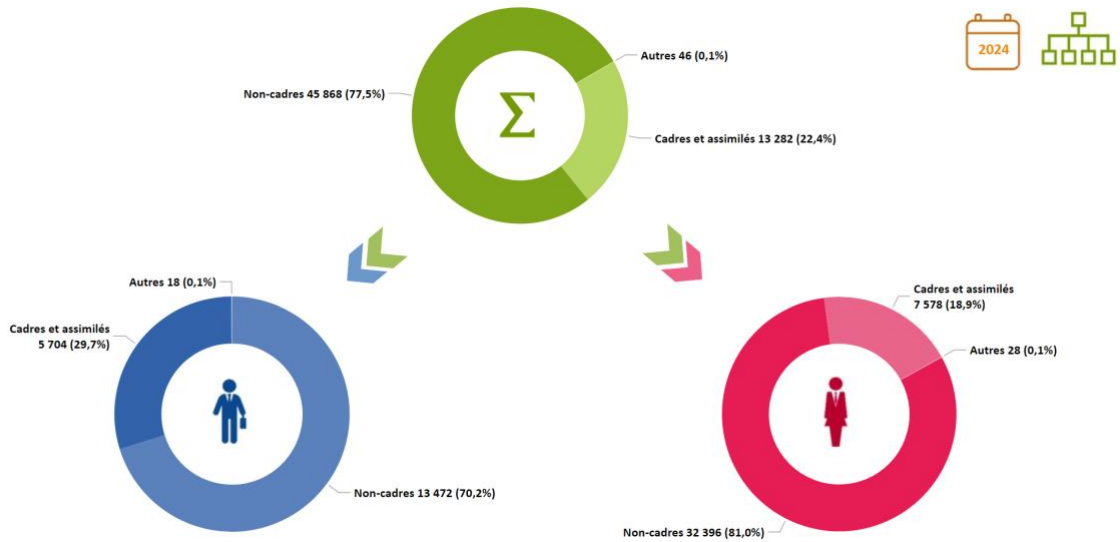 2024
Autres 46 (0,1%)
Non-cadres 45 868 (77,5%)
Σ
Cadres et assimilés 13 282 (22,4%)
Autres 18 (0,1%)
Cadres et assimilés
5 704 (29,7%)
Non-cadres 13 472 (70,2%)
Cadres et assimilés
7 578 (18,9%)
Autres 28 (0,1%)
Non-cadres 32 396 (81,0%)